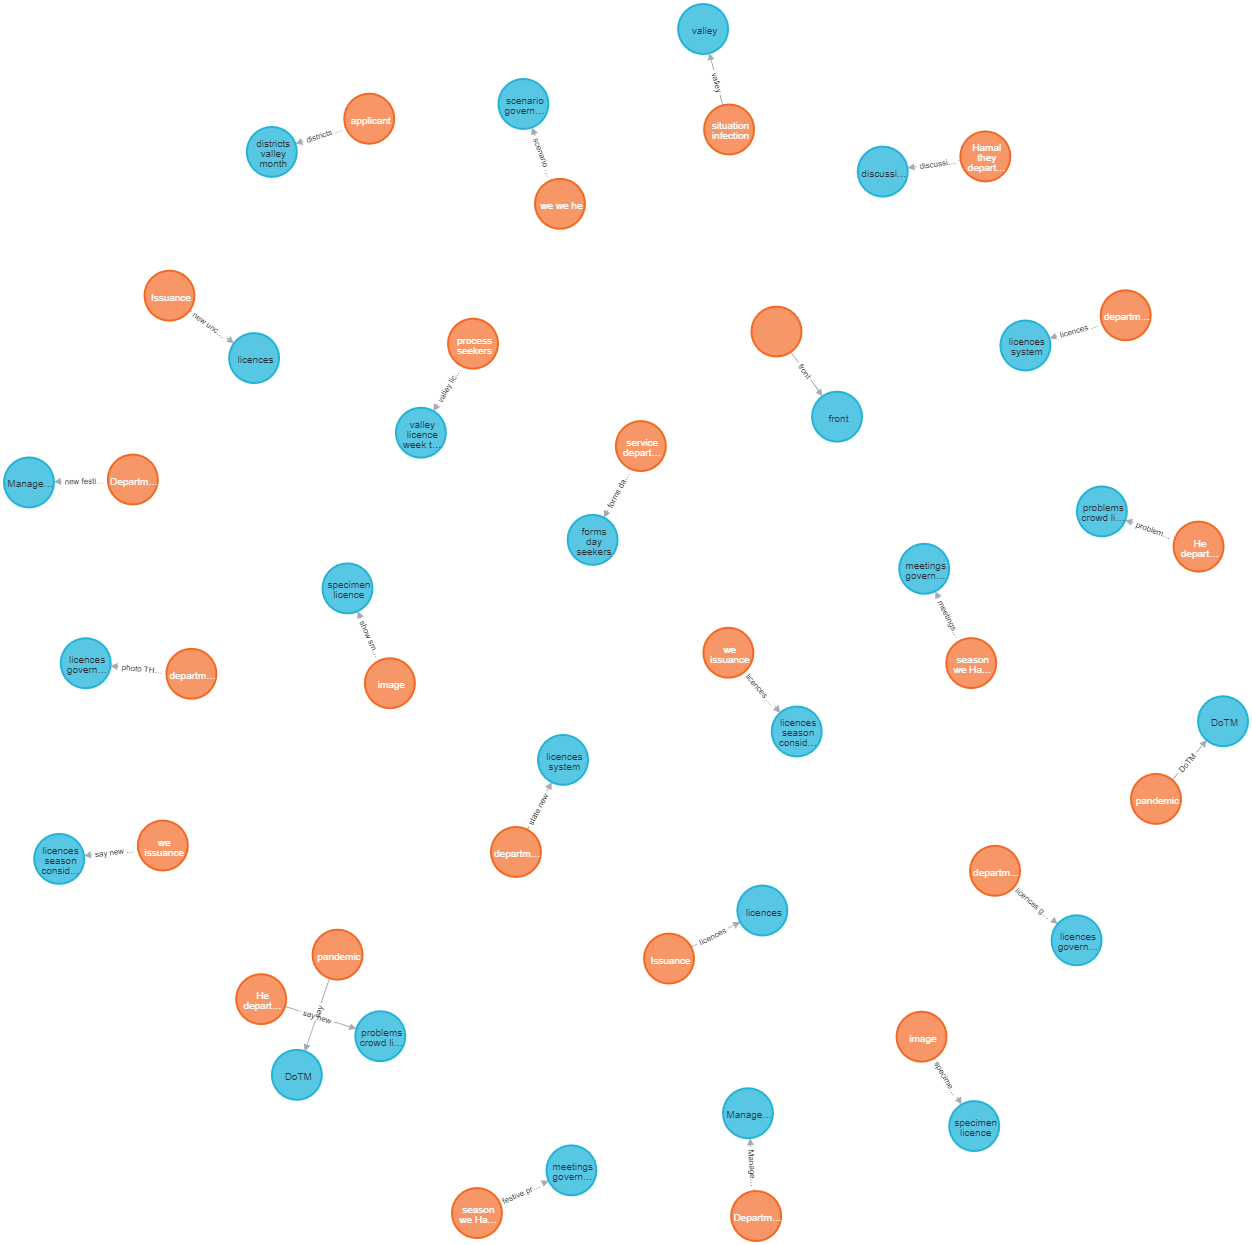 valley
valley
situation
infection
scenario
govern...
scenario ...
we we he
applicant
districts ...
districts
valley
month
Hamal
they
depart...
discussi...
discussi...
Issuance
new unc...
licences
process
seekers
valley lic...
valley
licence
week t...
front
front
departm...
licences ...
licences
system
service
depart...
forms da...
forms
day
seekers
Manage...
new festi...
Departm...
problems
crowd li...
problem...
He
depart...
meetings
govern...
meetings...
season
we Ha...
specimen
licence
show sm...
image
licences
govern...
photo TH...
departm...
we
issuance
licences ...
licences
season
consid...
DoTM
DoTM
pandemic
licences
system
state new
departm...
licences
season
consid...
say new ...
we
issuance
departm...
licences g...
licences
govern...
licences
licences
Issuance
pandemic
say
DoTM
He
depart...
say new
problems
crowd li...
image
specime...
specimen
licence
Manage...
Manage...
Departm...
meetings
govern...
festive pr...
season
we Ha...